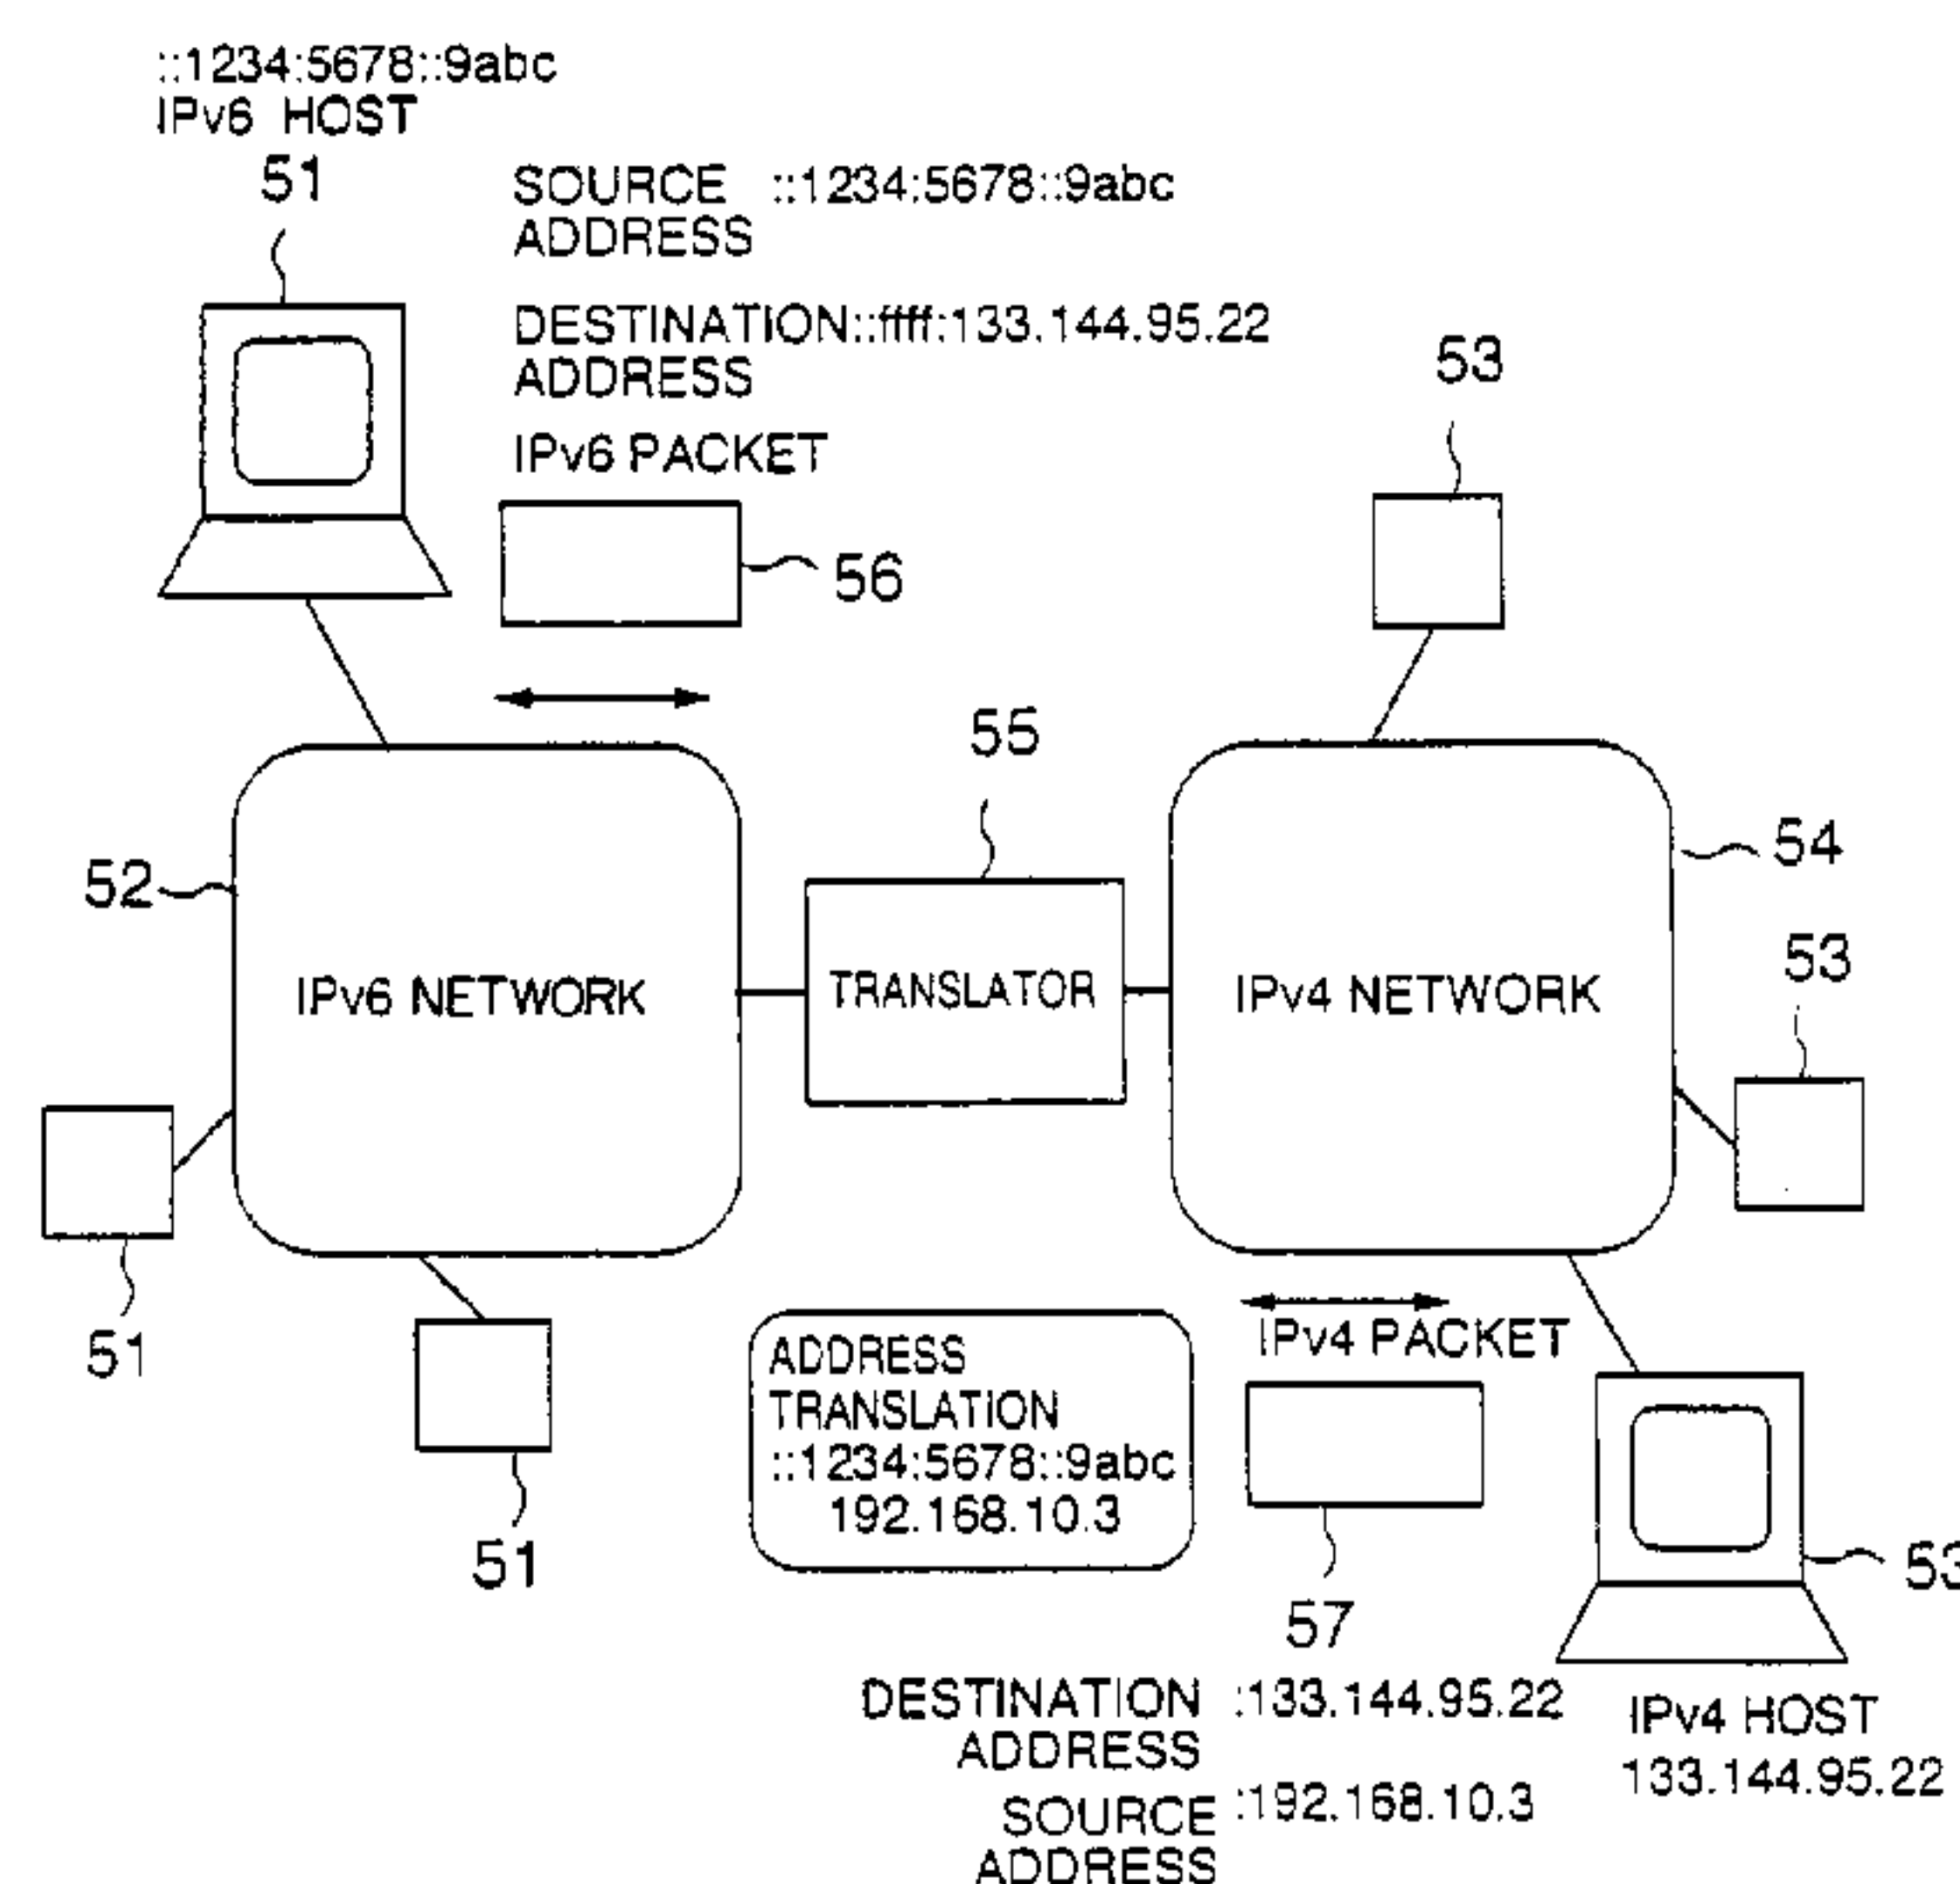 ::1234:5678::9abc
IPv6 HOST
51
SOURCE ::1234:5678::9abc
ADDRESS
DESTINATION::ffff:133.144.95.22
ADDRESS
IPv6 PACKET
56
53
55
54
52
53
IPv6 NETWORK
TRANSLATOR
IPv4 NETWORK
51
51
ADDRESS
TRANSLATION
::1234:5678::9abc
192.168.10.3
IPv4 PACKET
57
53
DESTINATION :133.144.95.22
ADDRESS
SOURCE :192.168.10.3
ADDRESS
IPv4 HOST
133.144.95.22